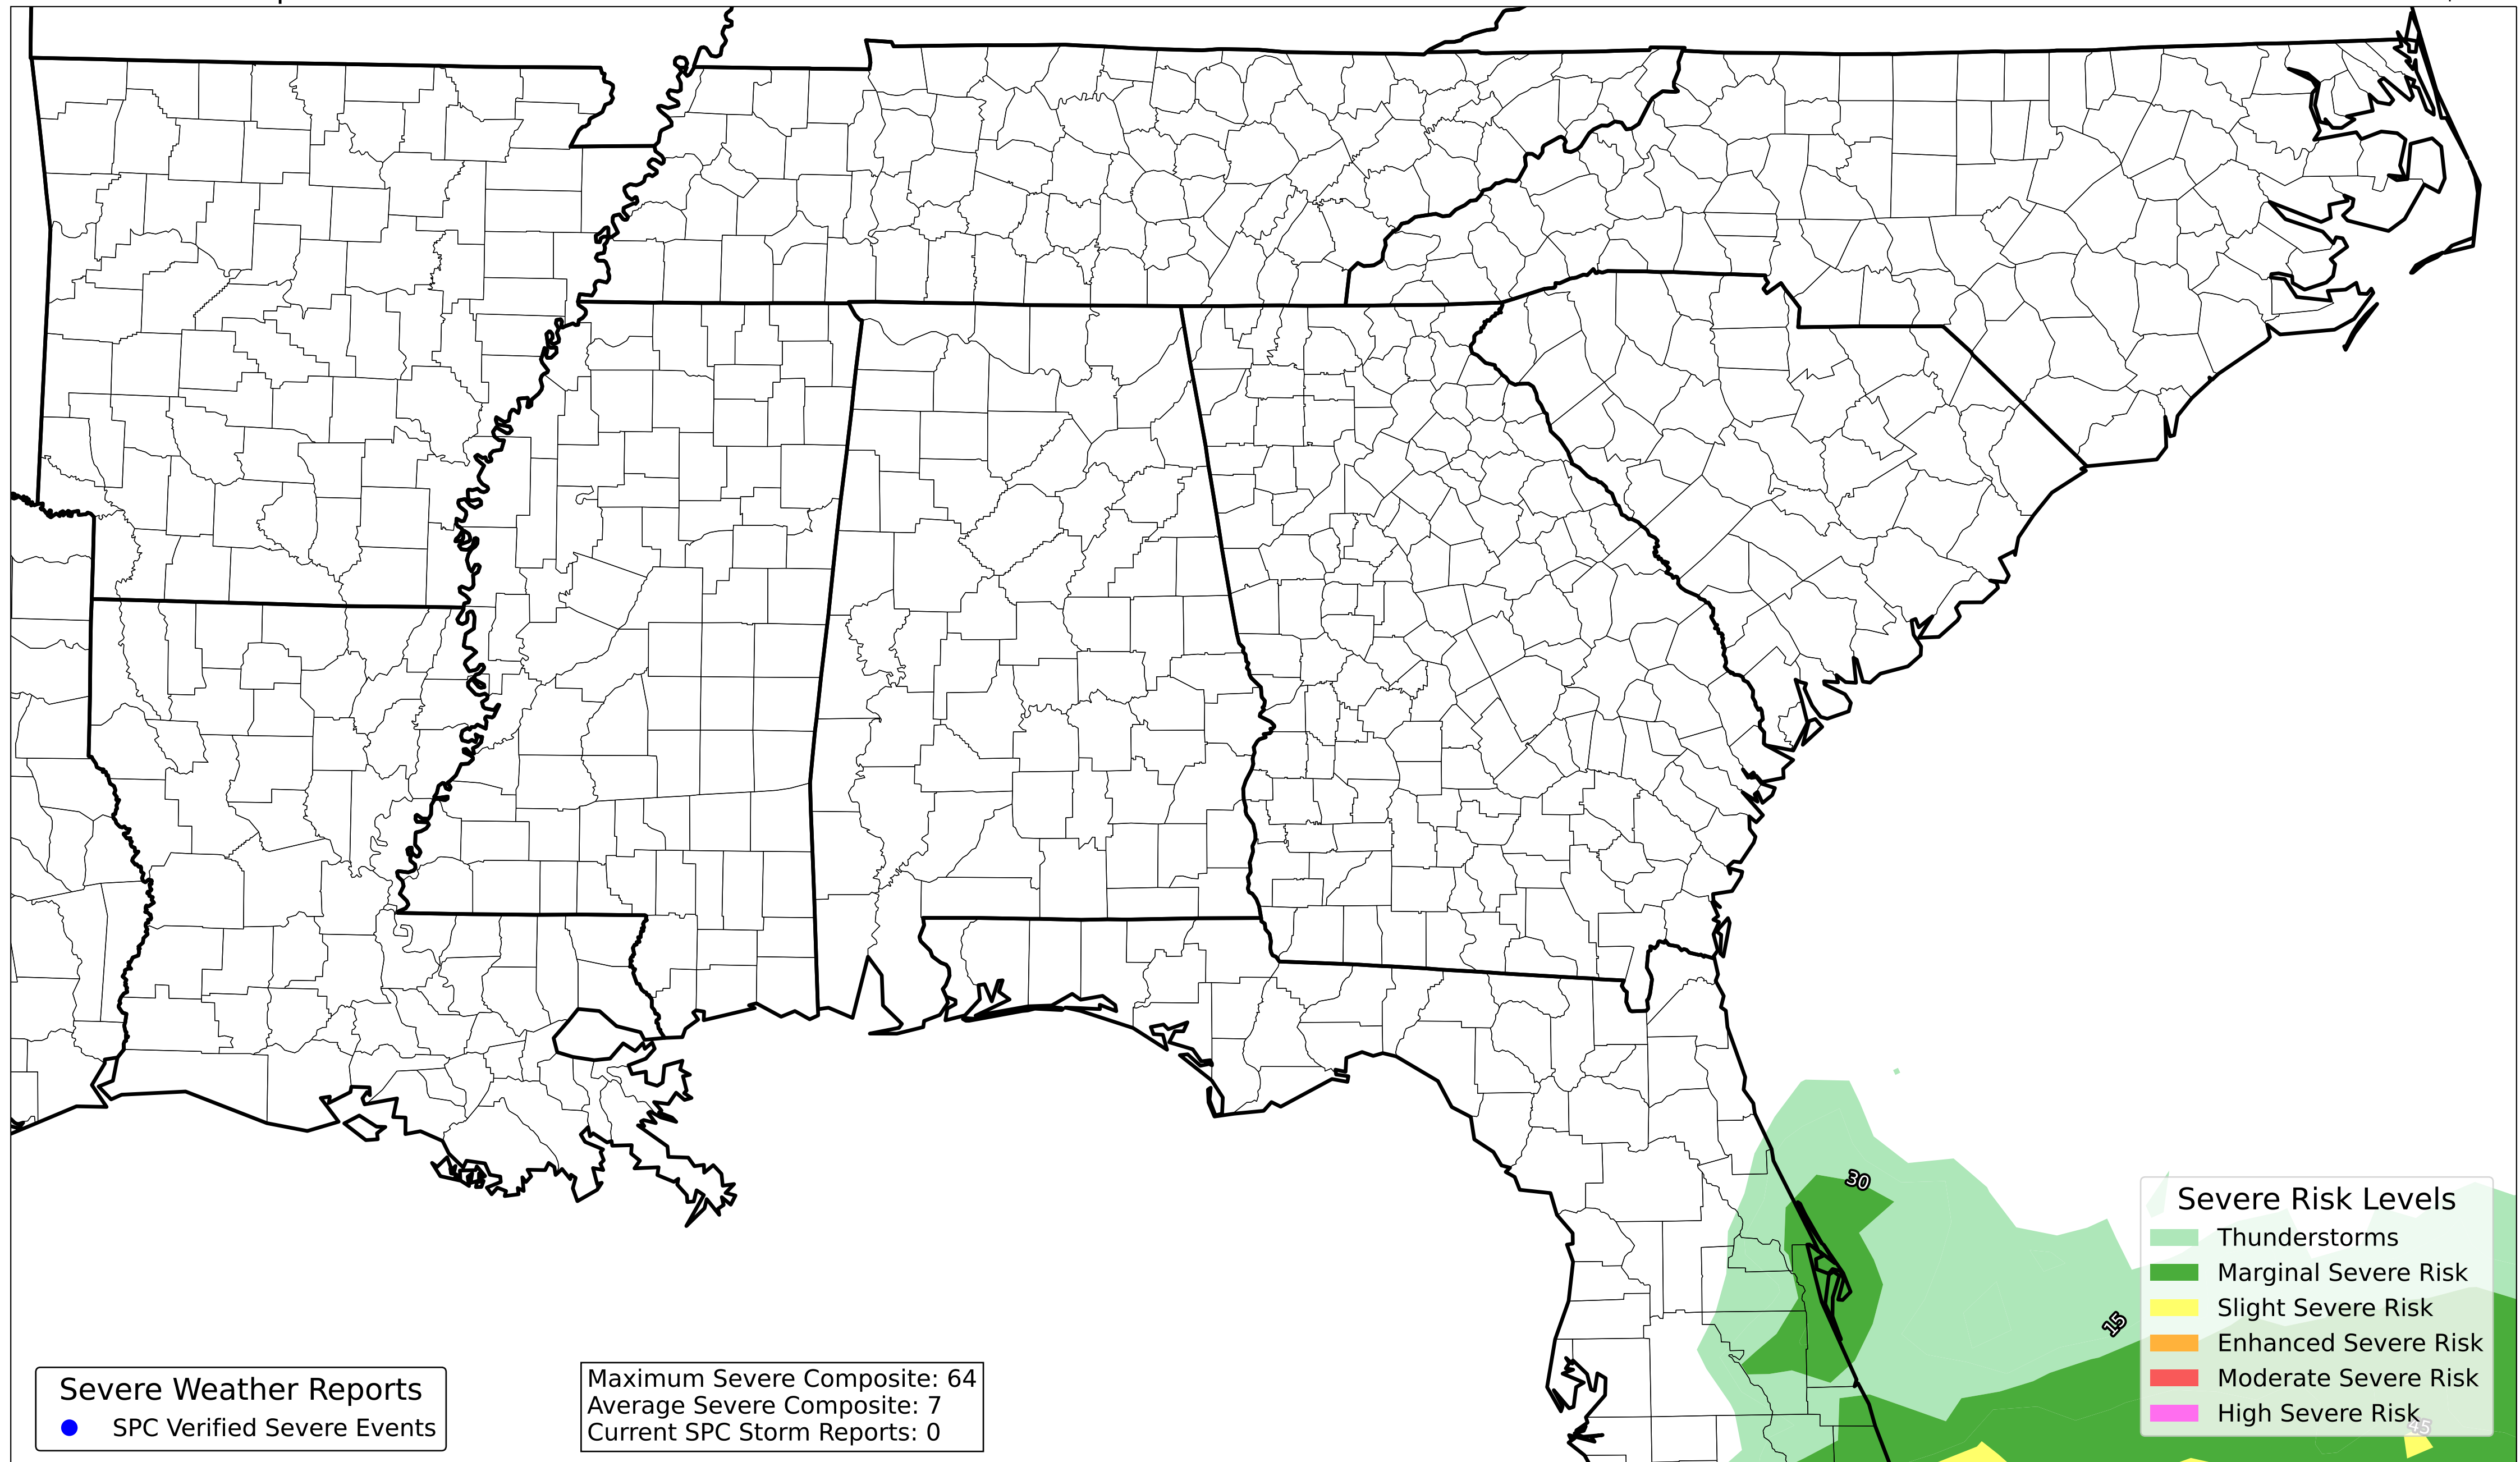 30
15
Severe Risk Levels
Thunderstorms
Marginal Severe Risk
Slight Severe Risk
Enhanced Severe Risk
Moderate Severe Risk
High Severe Risk
45
Severe Weather Reports
SPC Verified Severe Events
Maximum Severe Composite: 64
Average Severe Composite: 7
Current SPC Storm Reports: 0